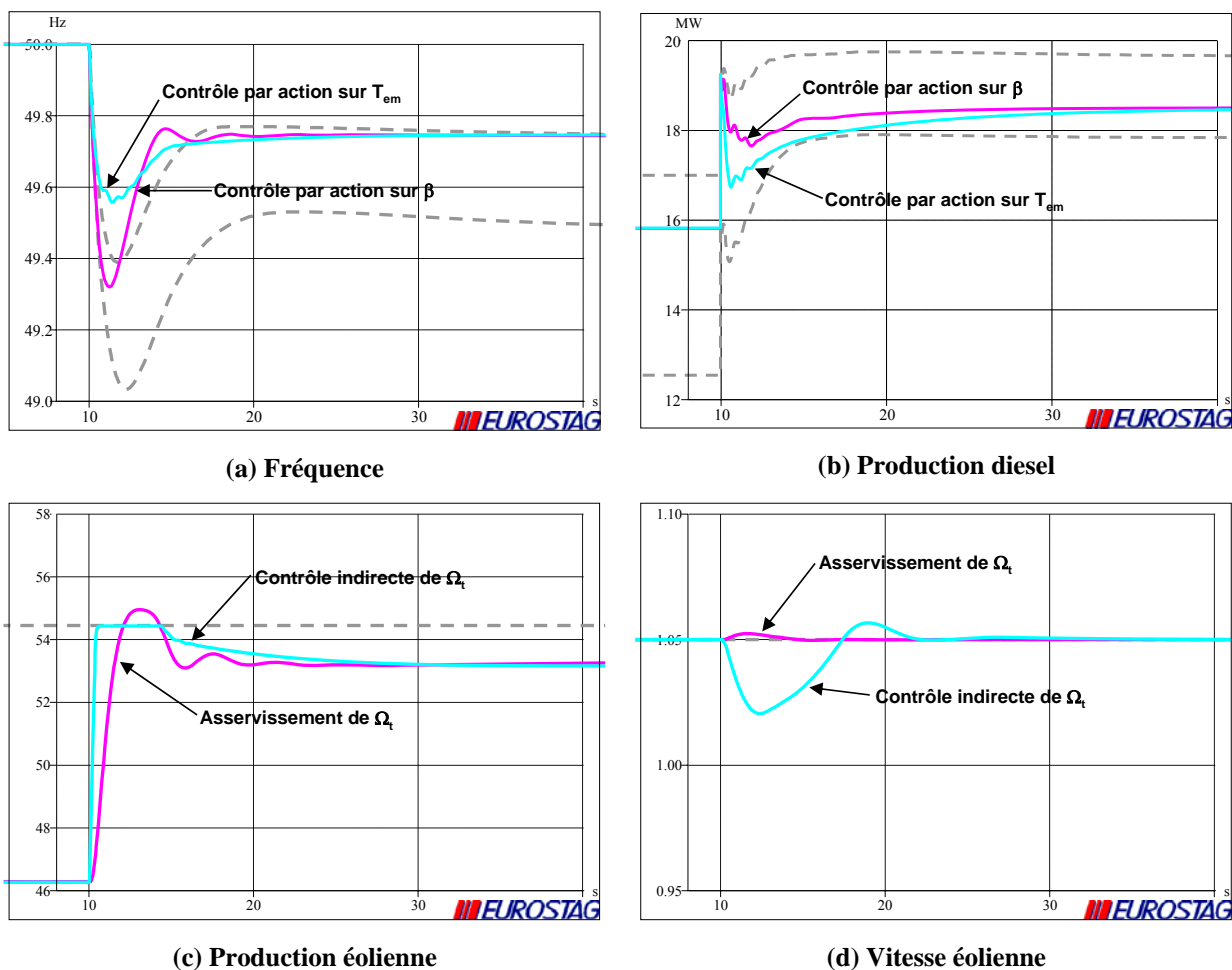 Hz
50.0
49.8
49.6
49.4
49.2
49.0
10
20
30
s
Contrôle par action sur Tem
Contrôle par action sur β
EUROSTAG
(a) Fréquence
MW
20
18
16
14
12
10
20
30
s
Contrôle par action sur β
Contrôle par action sur Tem
EUROSTAG
(b) Production diesel
58
56
54
52
50
48
46
10
20
30
s
Contrôle indirecte de Ωt
Asservissement de Ωt
EUROSTAG
(c) Production éolienne
1.10
1.05
1.00
0.95
10
20
30
s
Asservissement de Ωt
Contrôle indirecte de Ωt
EUROSTAG
(d) Vitesse éolienne